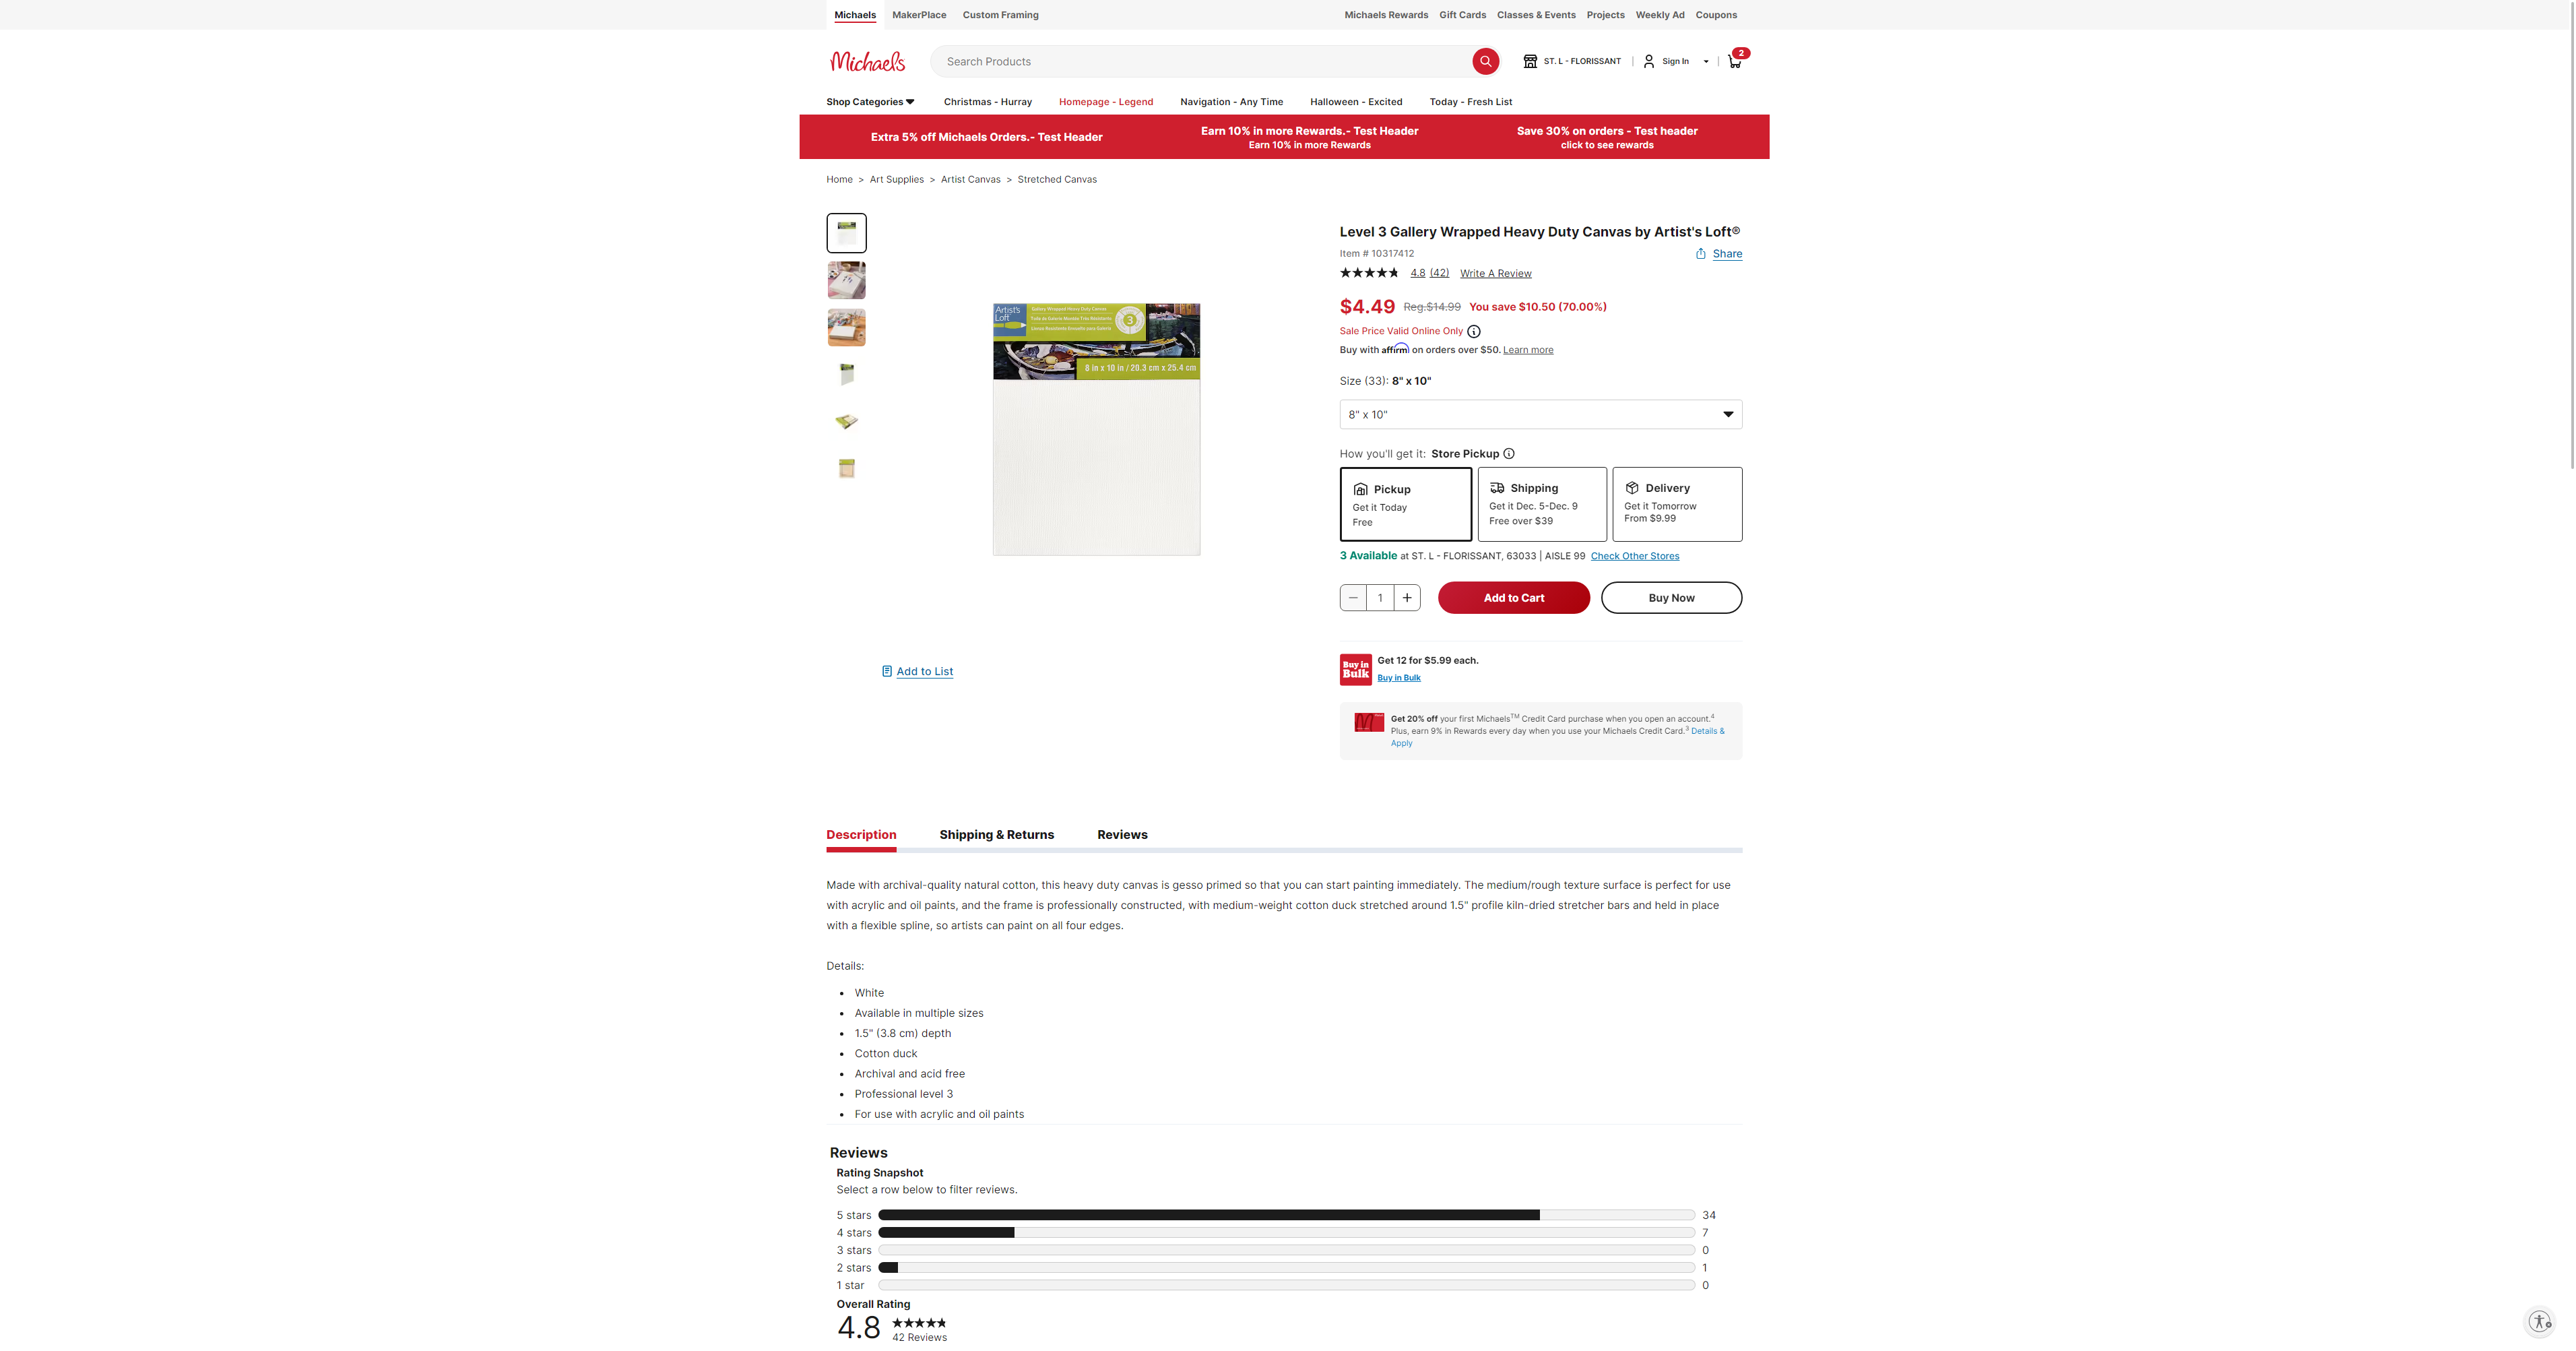 Michaels MakerPlace Custom Framing
Michaels Rewards Gift Cards Classes & Events Projects Weekly Ad Coupons
Michaels
Search Products
ST. L - FLORISSANT | Sign In | 2
Shop Categories Christmas - Hurray Homepage - Legend Navigation - Any Time Halloween - Excited Today - Fresh List
Extra 5% off Michaels Orders.- Test Header
Earn 10% in more Rewards.- Test Header
Earn 10% in more Rewards
Save 30% on orders - Test header
click to see rewards
Home > Art Supplies > Artist Canvas > Stretched Canvas
Artist's
Loft
Gallery Wrapped Heavy Duty Canvas
3
8 in x 10 in / 20.3 cm x 25.4 cm
Add to List
Level 3 Gallery Wrapped Heavy Duty Canvas by Artist's Loft®
Item # 10317412
Share
4.8 (42) Write A Review
$4.49 Reg.$14.99 You save $10.50 (70.00%)
Sale Price Valid Online Only
Buy with affirm on orders over $50. Learn more
Size (33): 8" x 10"
8" x 10"
How you'll get it: Store Pickup
Pickup
Get it Today
Free
Shipping
Get it Dec. 5-Dec. 9
Free over $39
Delivery
Get it Tomorrow
From $9.99
3 Available at ST. L - FLORISSANT, 63033 | AISLE 99 Check Other Stores
1
Add to Cart
Buy Now
Buy in
Bulk
Get 12 for $5.99 each.
Buy in Bulk
Get 20% off your first Michaels™ Credit Card purchase when you open an account.⁴
Plus, earn 9% in Rewards every day when you use your Michaels Credit Card.³ Details &
Apply
Description Shipping & Returns Reviews
Made with archival-quality natural cotton, this heavy duty canvas is gesso primed so that you can start painting immediately. The medium/rough texture surface is perfect for use
with acrylic and oil paints, and the frame is professionally constructed, with medium-weight cotton duck stretched around 1.5" profile kiln-dried stretcher bars and held in place
with a flexible spline, so artists can paint on all four edges.
Details:
• White
• Available in multiple sizes
• 1.5" (3.8 cm) depth
• Cotton duck
• Archival and acid free
• Professional level 3
• For use with acrylic and oil paints
Reviews
Rating Snapshot
Select a row below to filter reviews.
5 stars 34
4 stars 7
3 stars 0
2 stars 1
1 star 0
Overall Rating
4.8
42 Reviews